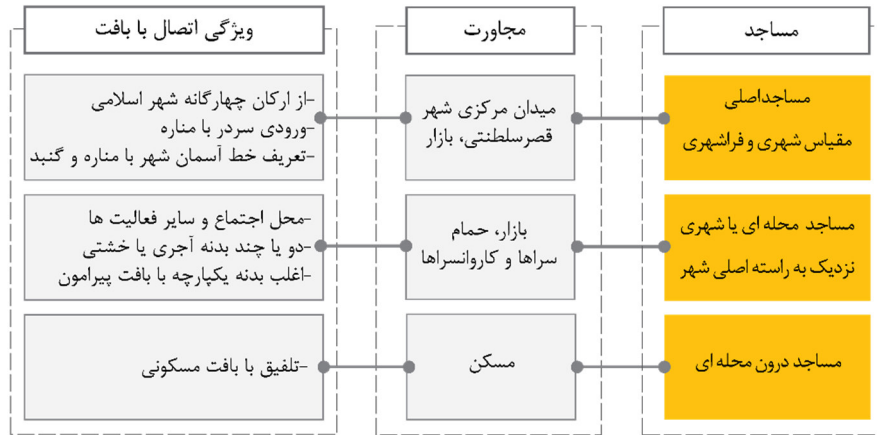 مساجد
مجاورت
ویژگی اتصال با بافت
مساجداصلی
مقیاس شهری و فراشهری
میدان مرکزی شهر
قصرسلطنتی، بازار
-از ارکان چهارگانه شهر اسلامی
-ورودی سردر با مناره
-تعریف خط آسمان شهر با مناره و گنبد
مساجد محله ای یا شهری
نزدیک به راسته اصلی شهر
بازار، حمام
سراها و کاروانسراها
-محل اجتماع و سایر فعالیت ها
-دو یا چند بدنه آجری یا خشتی
-اغلب بدنه یکپارچه با بافت پیرامون
مساجد درون محله ای
مسکن
-تلفیق با بافت مسکونی